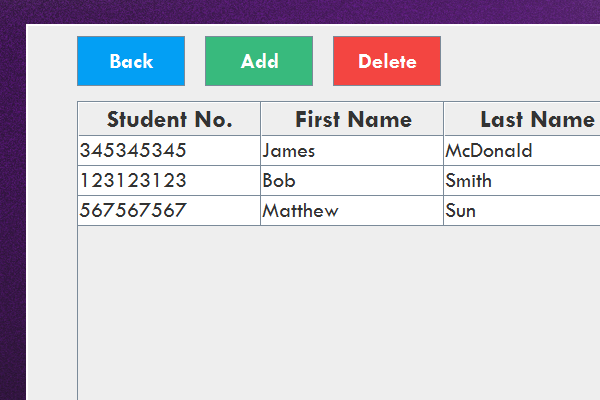 Back Add Delete
Student No. First Name Last Name
345345345 James McDonald
123123123 Bob Smith
567567567 Matthew Sun